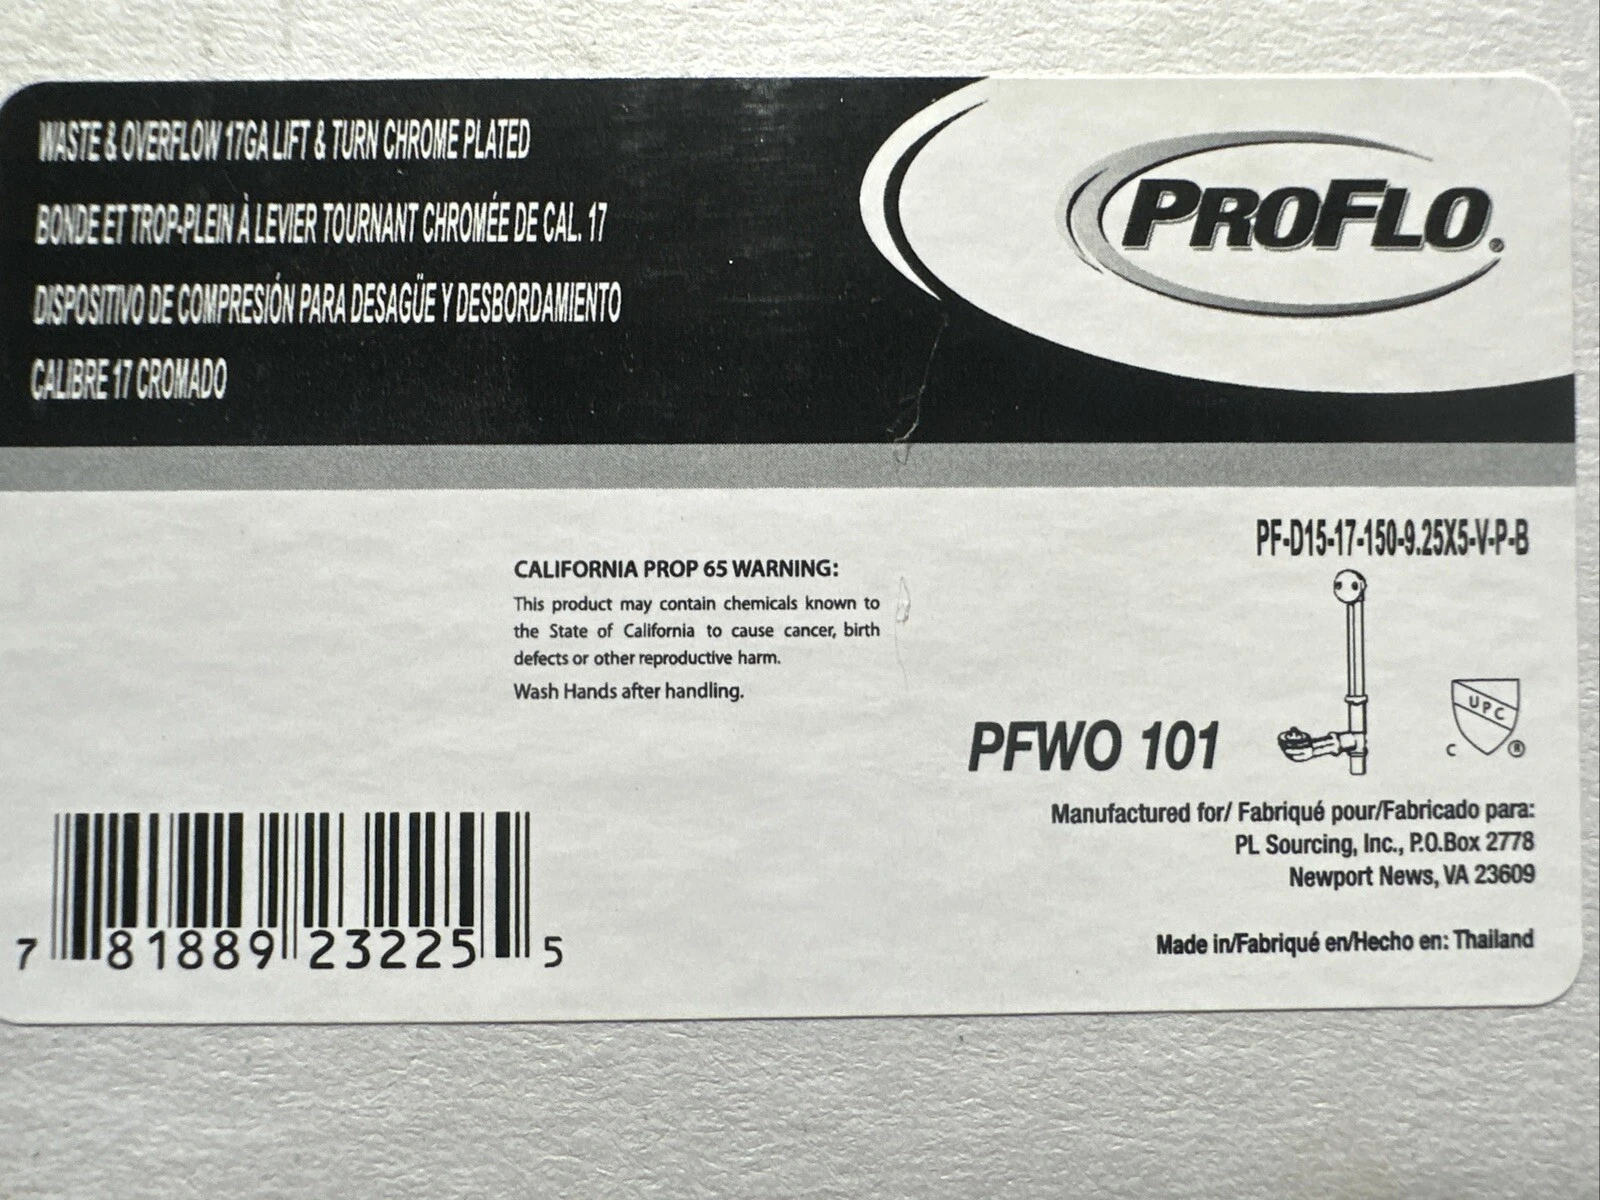 WASTE & OVERFLOW 17GA LIFT & TURN CHROME PLATED
BONDE ET TROP-PLEIN À LEVIER TOURNANT CHROMÉE DE CAL. 17
DISPOSITIVO DE COMPRESIÓN PARA DESAGÜE Y DESBORDAMIENTO
CALIBRE 17 CROMADO
PROFLO®
PF-D15-17-150-9.25X5-V-P-B
CALIFORNIA PROP 65 WARNING:
This product may contain chemicals known to
the State of California to cause cancer, birth
defects or other reproductive harm.
Wash Hands after handling.
PFWO 101
UPC
C ®
Manufactured for/ Fabriqué pour/Fabricado para:
PL Sourcing, Inc., P.O.Box 2778
Newport News, VA 23609
Made in/Fabriqué en/Hecho en: Thailand
7 81889 23225 5